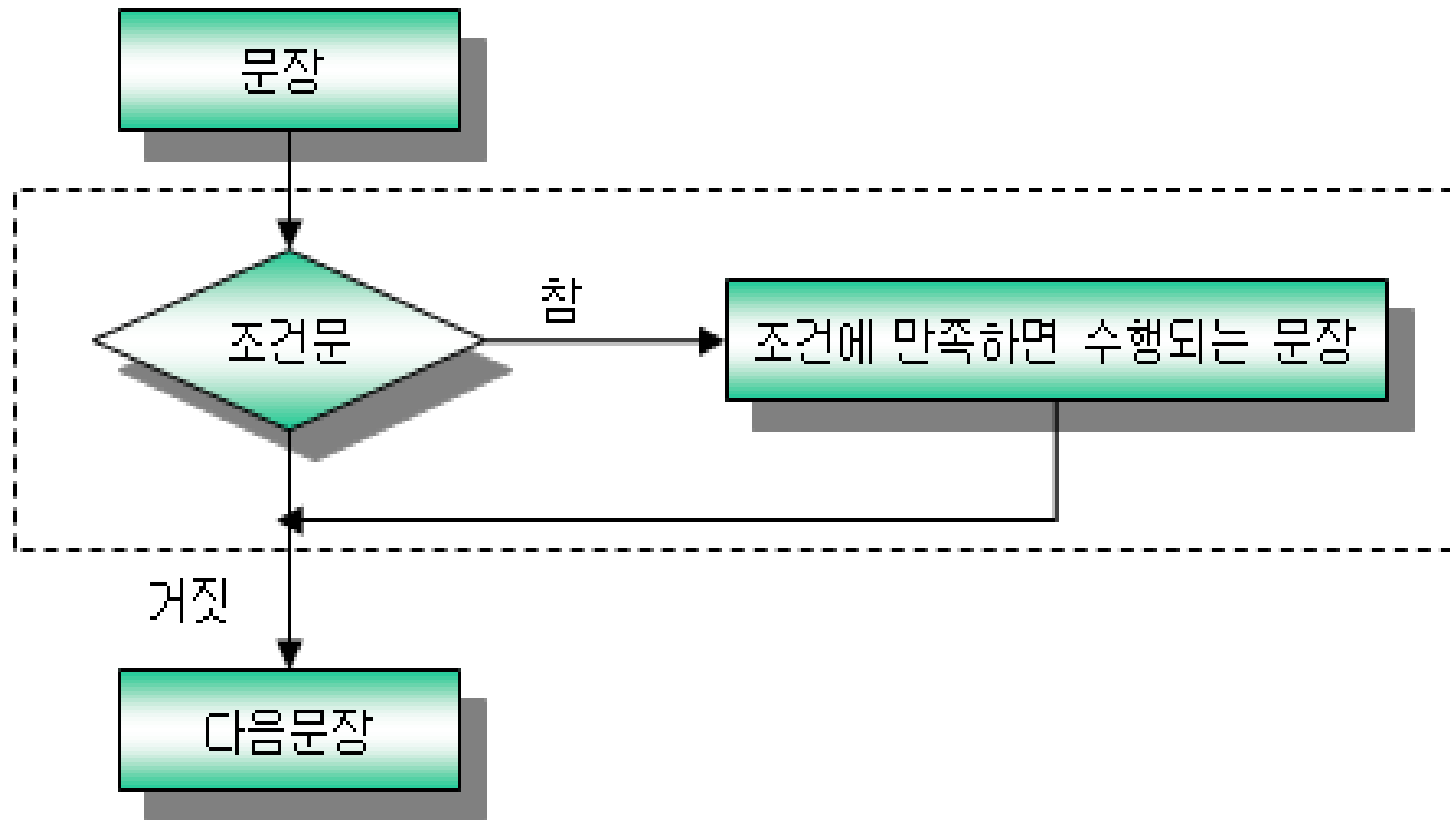 문장
조건문
참
조건에 만족하면 수행되는 문장
거짓
다음문장